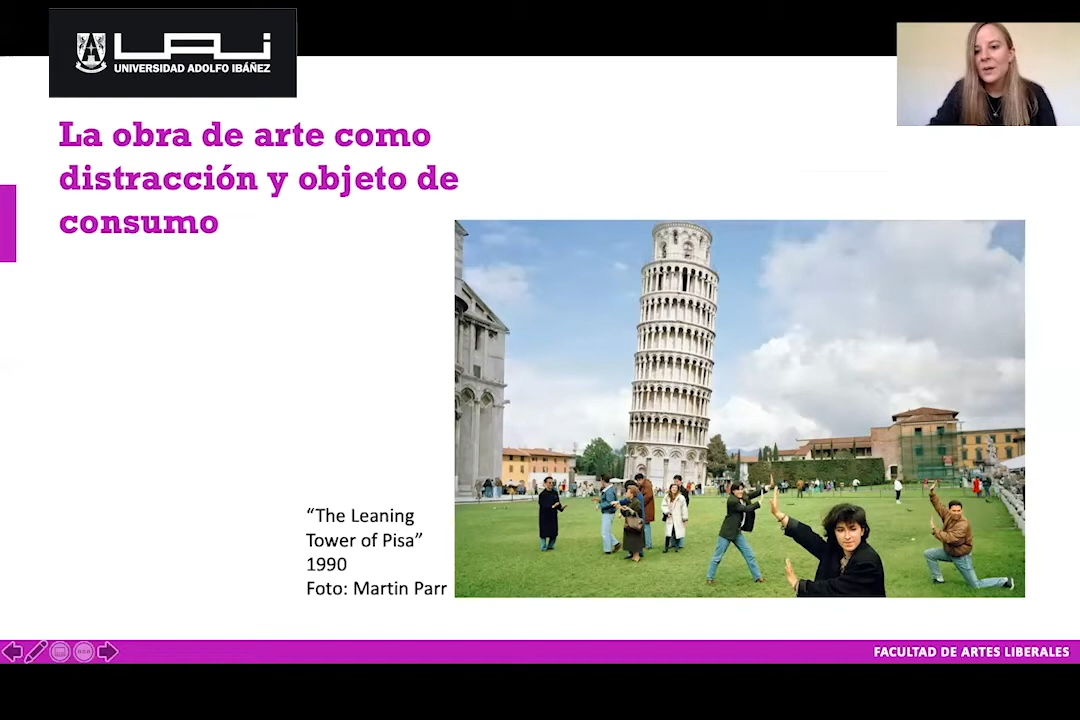 UAI
UNIVERSIDAD ADOLFO IBÁÑEZ
La obra de arte como
distracción y objeto de
consumo
“The Leaning
Tower of Pisa”
1990
Foto: Martin Parr
FACULTAD DE ARTES LIBERALES